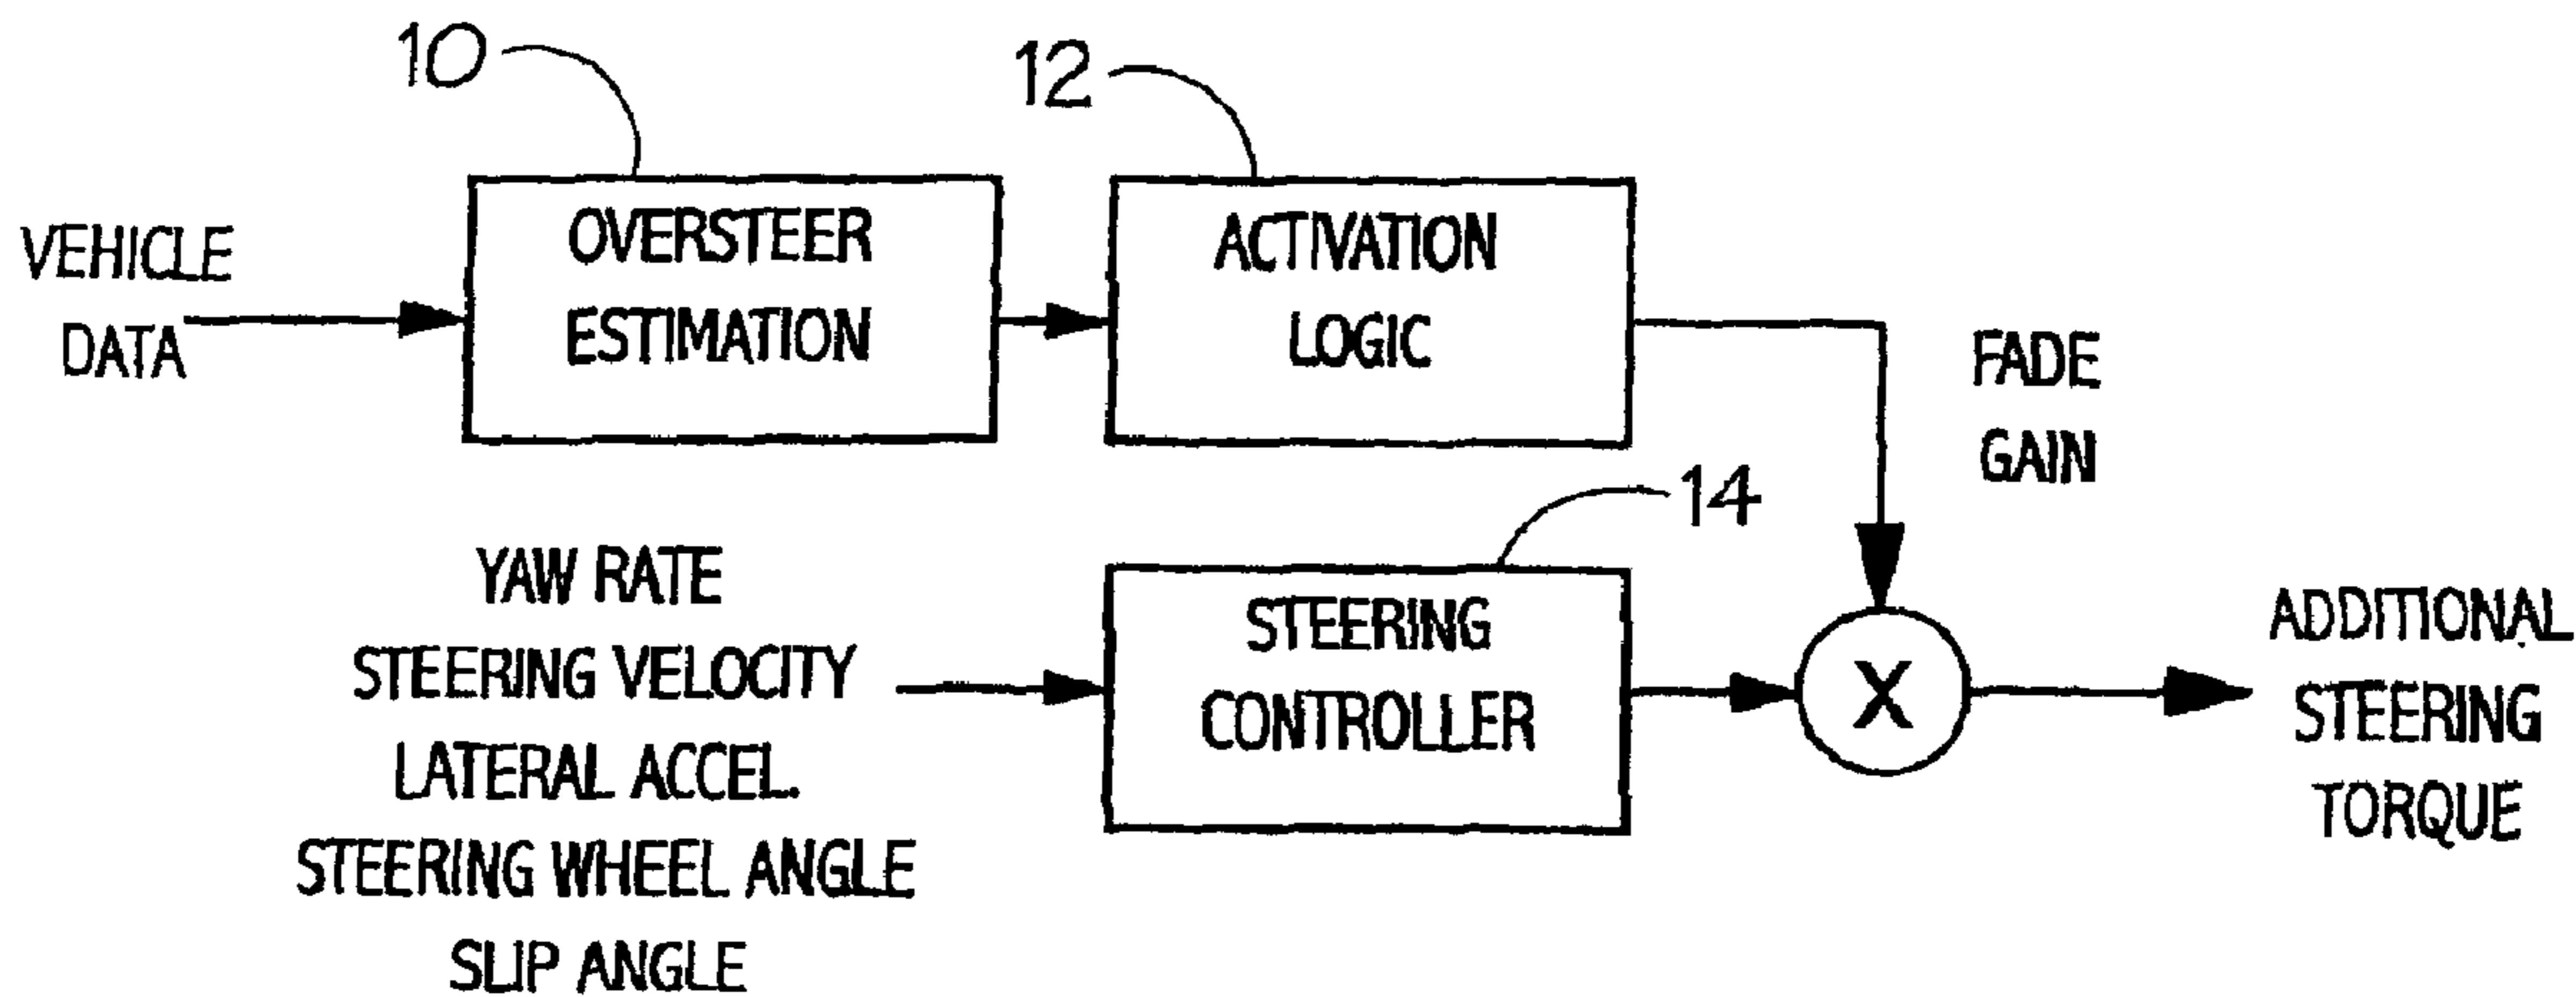 10
12
VEHICLE
DATA
OVERSTEER
ESTIMATION
ACTIVATION
LOGIC
FADE
GAIN
14
YAW RATE
STEERING VELOCITY
LATERAL ACCEL.
STEERING WHEEL ANGLE
SLIP ANGLE
STEERING
CONTROLLER
X
ADDITIONAL
STEERING
TORQUE